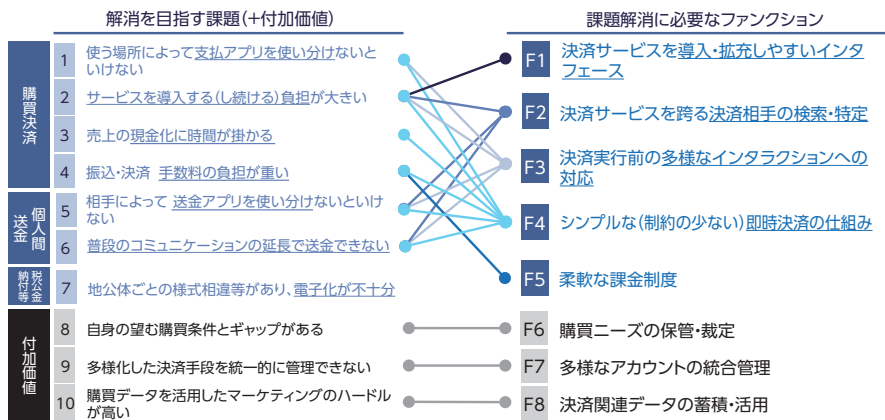 解消を目指す課題(+付加価値)
課題解消に必要なファンクション
購買決済
1 使う場所によって支払アプリを使い分けないと
いけない
2 サービスを導入する(し続ける)負担が大きい
3 売上の現金化に時間が掛かる
4 振込・決済 手数料の負担が重い
個人間
送金
5 相手によって 送金アプリを使い分けないといけ
ない
6 普段のコミュニケーションの延長で送金できない
税公金
納付等
7 地公体ごとの様式相違等があり、電子化が不十分
付加価値
8 自身の望む購買条件とギャップがある
9 多様化した決済手段を統一的に管理できない
10 購買データを活用したマーケティングのハードル
が高い
F1 決済サービスを導入・拡充しやすいインタ
フェース
F2 決済サービスを跨る決済相手の検索・特定
F3 決済実行前の多様なインタラクションへの
対応
F4 シンプルな(制約の少ない)即時決済の仕組み
F5 柔軟な課金制度
F6 購買ニーズの保管・裁定
F7 多様なアカウントの統合管理
F8 決済関連データの蓄積・活用